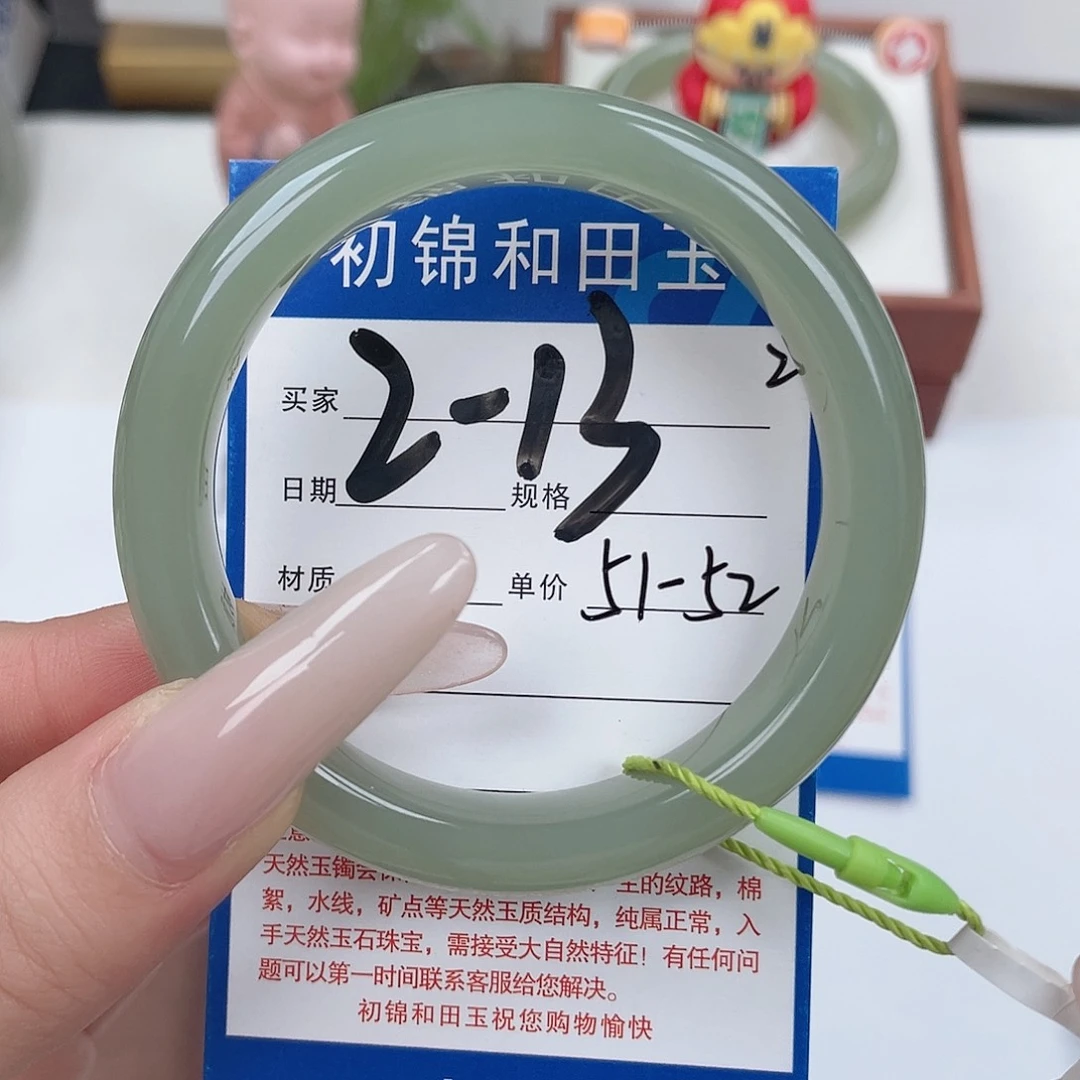 初锦和田玉
2-13
2
买家
日期 规格
材质 单价 51-52
天然玉镯会
生的纹路，棉
絮，水线，矿点等天然玉质结构，纯属正常，入
手天然玉石珠宝，需接受大自然特征！有任何问
题可以第一时间联系客服给您解决。
初锦和田玉祝您购物愉快